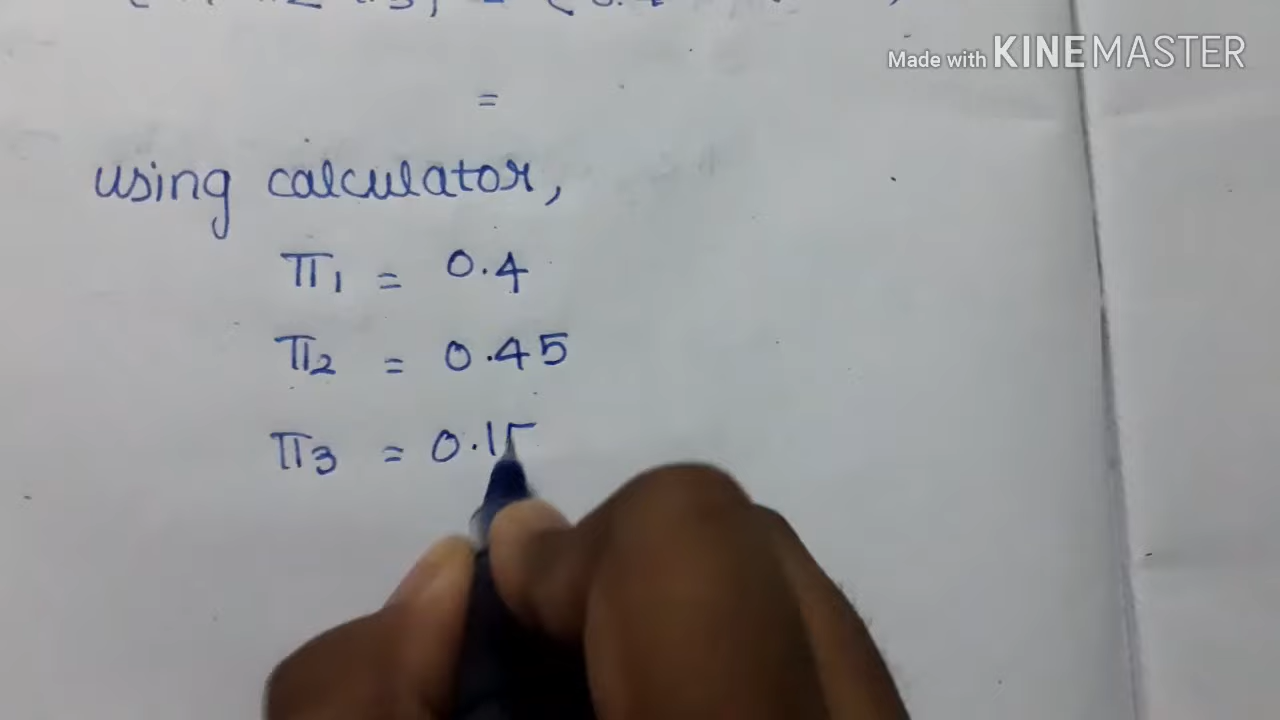 Made with KINEMASTER
=
using calculator,
π1 = 0.4
π2 = 0.45
π3 = 0.15